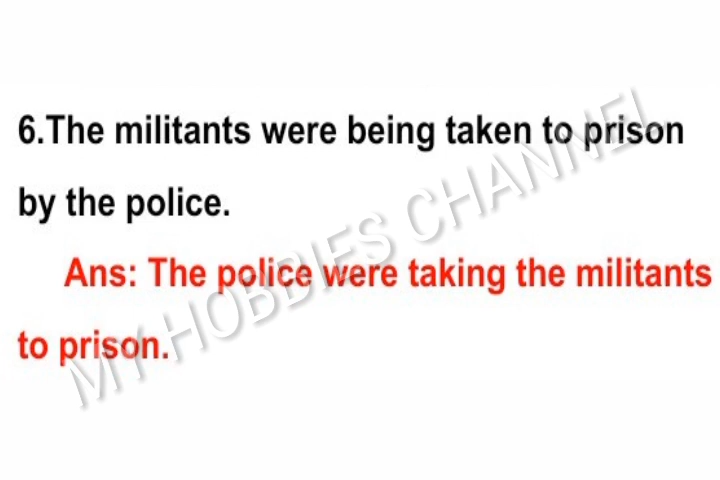 6.The militants were being taken to prison
by the police.
Ans: The police were taking the militants
to prison.
MY HOBBIES CHANNEL